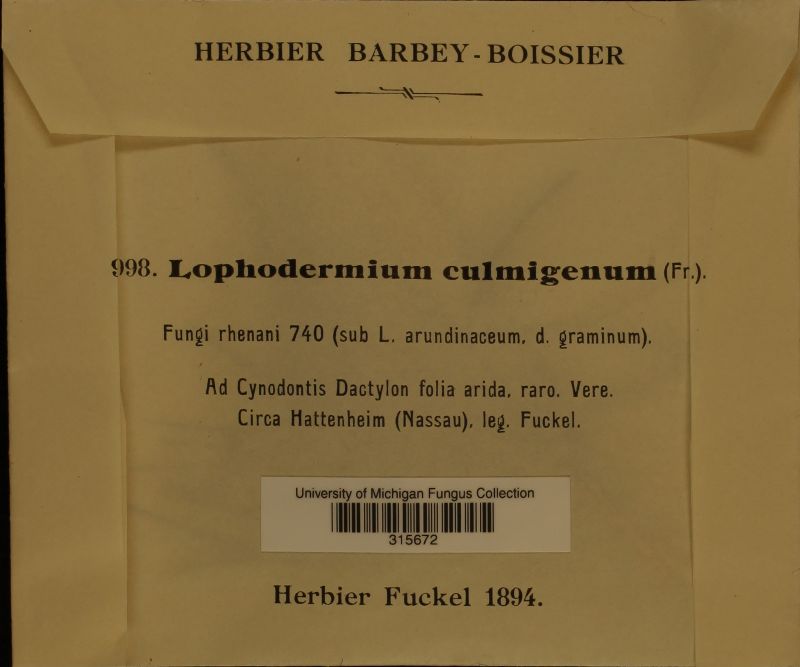 HERBIER BARBEY-BOISSIER
998. Lophodermium culmigenum (Fr.).
Fungi rhenani 740 (sub L. arundinaceum, d. graminum).
Ad Cynodontis Dactylon folia arida, raro. Vere.
Circa Hattenheim (Nassau), leg. Fuckel.
University of Michigan Fungus Collection
315672
Herbier Fuckel 1894.